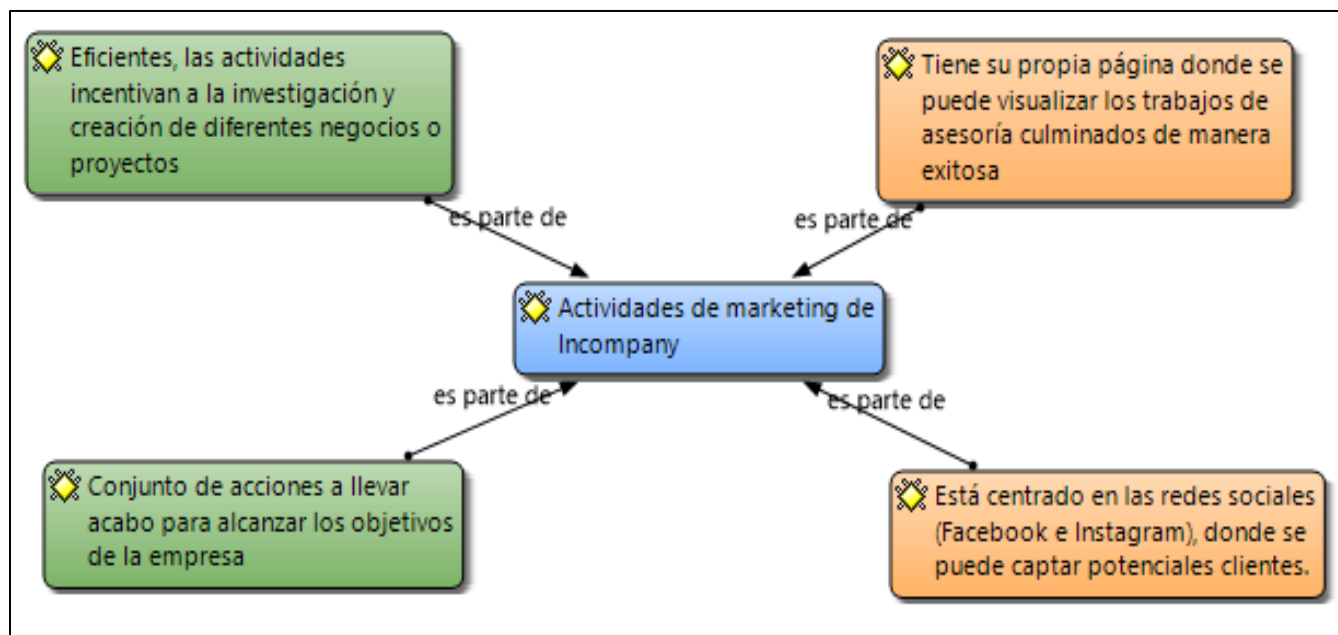 Eficientes, las actividades
incentivan a la investigación y
creación de diferentes negocios o
proyectos
Tiene su propia página donde se
puede visualizar los trabajos de
asesoría culminados de manera
exitosa
es parte de
es parte de
Actividades de marketing de
Incompany
es parte de
es parte de
Conjunto de acciones a llevar
acabo para alcanzar los objetivos
de la empresa
Está centrado en las redes sociales
(Facebook e Instagram), donde se
puede captar potenciales clientes.